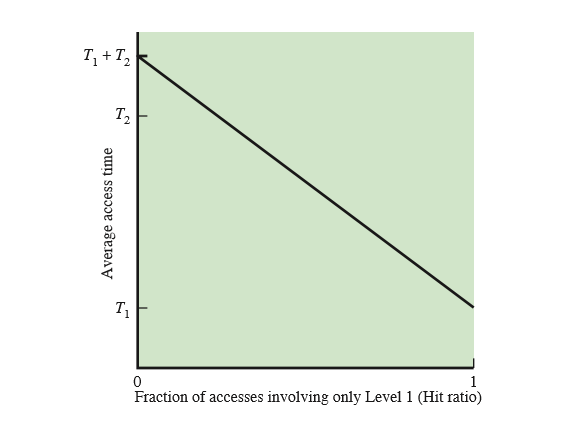 T₁ + T₂
T₂
Average access time
T₁
0
1
Fraction of accesses involving only Level 1 (Hit ratio)